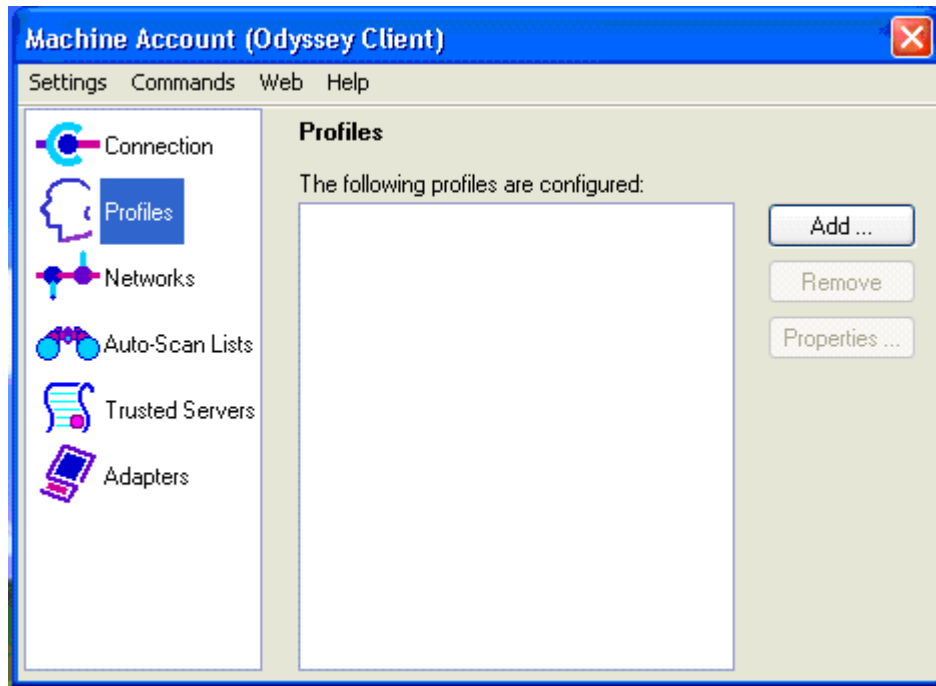 Machine Account (Odyssey Client)
Settings Commands Web Help
Connection
Profiles
Networks
Auto-Scan Lists
Trusted Servers
Adapters
Profiles
The following profiles are configured:
Add ...
Remove
Properties ...